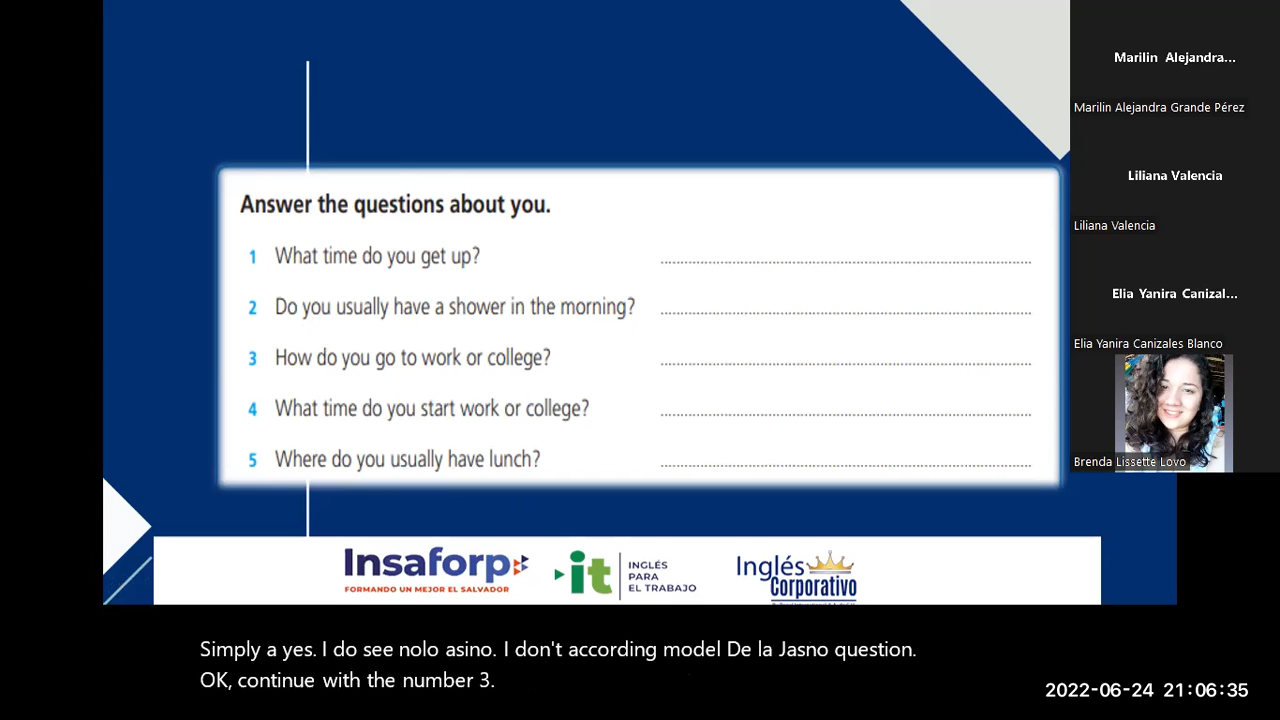 Answer the questions about you.
1 What time do you get up?
2 Do you usually have a shower in the morning?
3 How do you go to work or college?
4 What time do you start work or college?
5 Where do you usually have lunch?
Insaforp
FORMANDO UN MEJOR EL SALVADOR
it
INGLÉS
PARA
EL TRABAJO
Inglés
Corporativo
Marilin Alejandra...
Marilin Alejandra Grande Pérez
Liliana Valencia
Liliana Valencia
Elia Yanira Canizal...
Elia Yanira Canizales Blanco
Brenda Lissette Lovo
Simply a yes. I do see nolo asino. I don't according model De la Jasno question.
OK, continue with the number 3.
2022-06-24 21:06:35